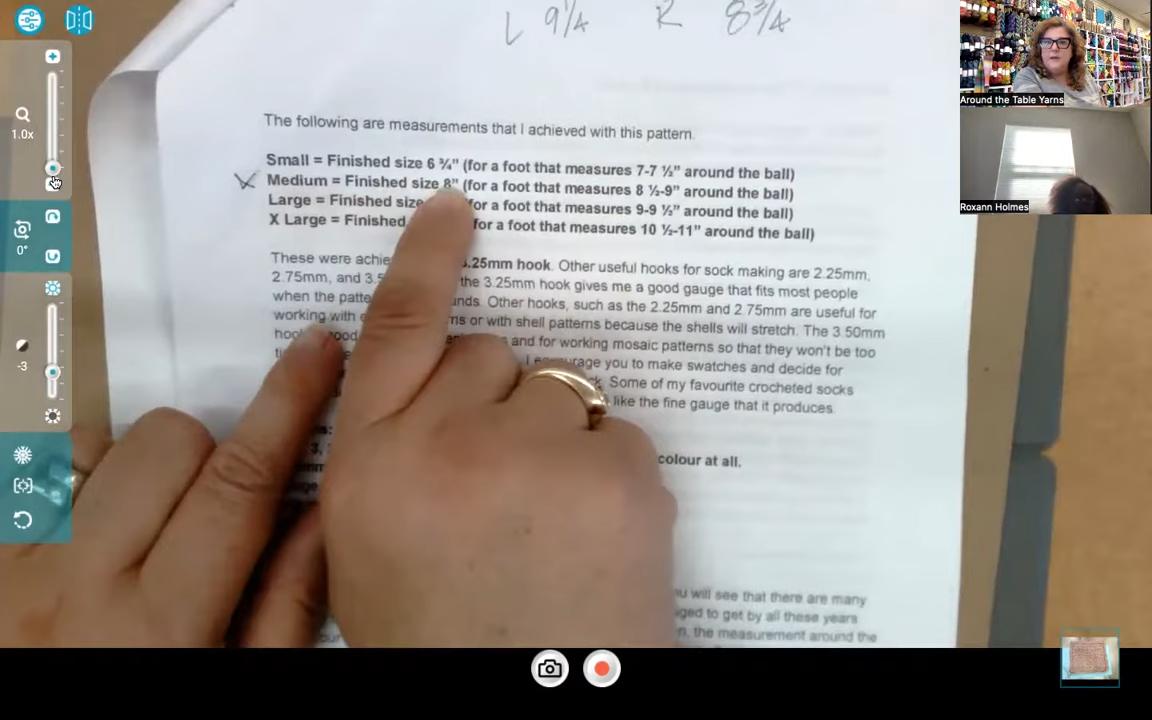 L 9 1/4 R 8 3/4
1.0x
Around the Table Yarns
The following are measurements that I achieved with this pattern.
Small = Finished size 6 ¾" (for a foot that measures 7-7 ½" around the ball)
Medium = Finished size 8" (for a foot that measures 8 ½-9" around the ball)
Large = Finished size for a foot that measures 9-9 ½" around the ball)
X Large = Finished for a foot that measures 10 ½-11" around the ball)
Roxann Holmes
0°
These were .25mm hook. Other useful hooks for sock making are 2.25mm,
2.75mm, and the 3.25mm hook gives me a good gauge that fits most people
when the Other hooks, such as the 2.25mm and 2.75mm are useful for
working with or with shell patterns because the shells will stretch. The 3.50mm
and for working mosaic patterns so that they won't be too
I encourage you to make swatches and decide for
-3
Some of my favourite crocheted socks
like the fine gauge that it produces.
colour at all.
will see that there are many
to get by all these years
the measurement around the